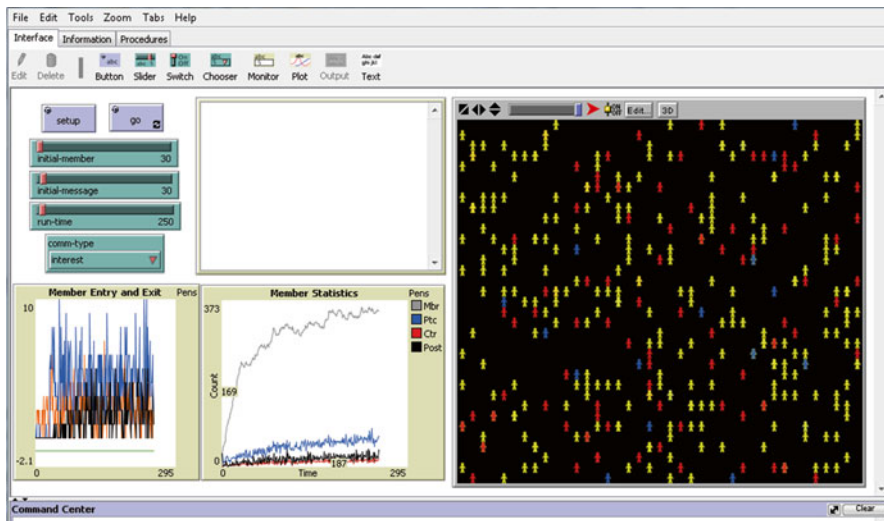 File Edit Tools Zoom Tabs Help
Interface Information Procedures
Edit Delete Button Slider Switch Chooser Monitor Plot Output Text
setup go
initial-member 30
initial-message 30
run-time 250
comm-type
interest
Edit... 3D
Member Entry and Exit Pens
10
-2.1
0 295
Member Statistics Pens
373
Mbr
Ptc
Ctr
Post
Count
169
187
0
0 Time 295
Command Center Clear